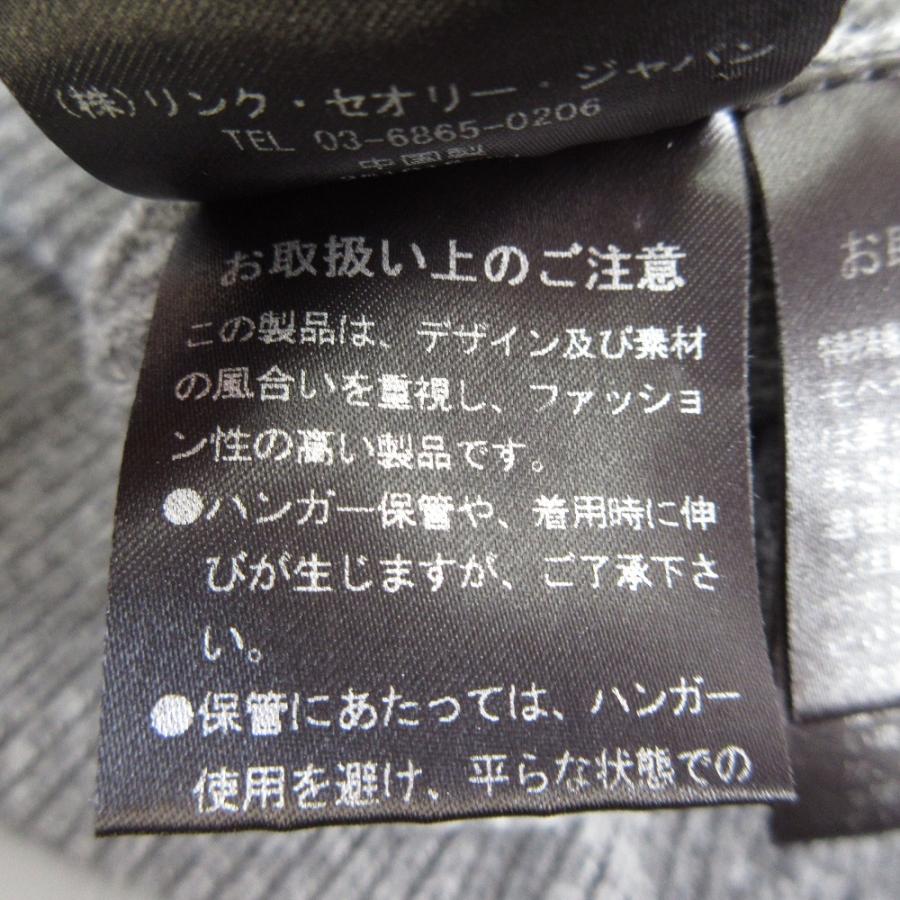 (株)リンク・セオリー・ジャパン
TEL 03-6865-0206
中国製
お取扱い上のご注意
この製品は、デザイン及び素材
の風合いを重視し、ファッショ
ン性の高い製品です。
●ハンガー保管や、着用時に伸
びが生じますが、ご了承下さ
い。
●保管にあたっては、ハンガー
使用を避け、平らな状態での
お取